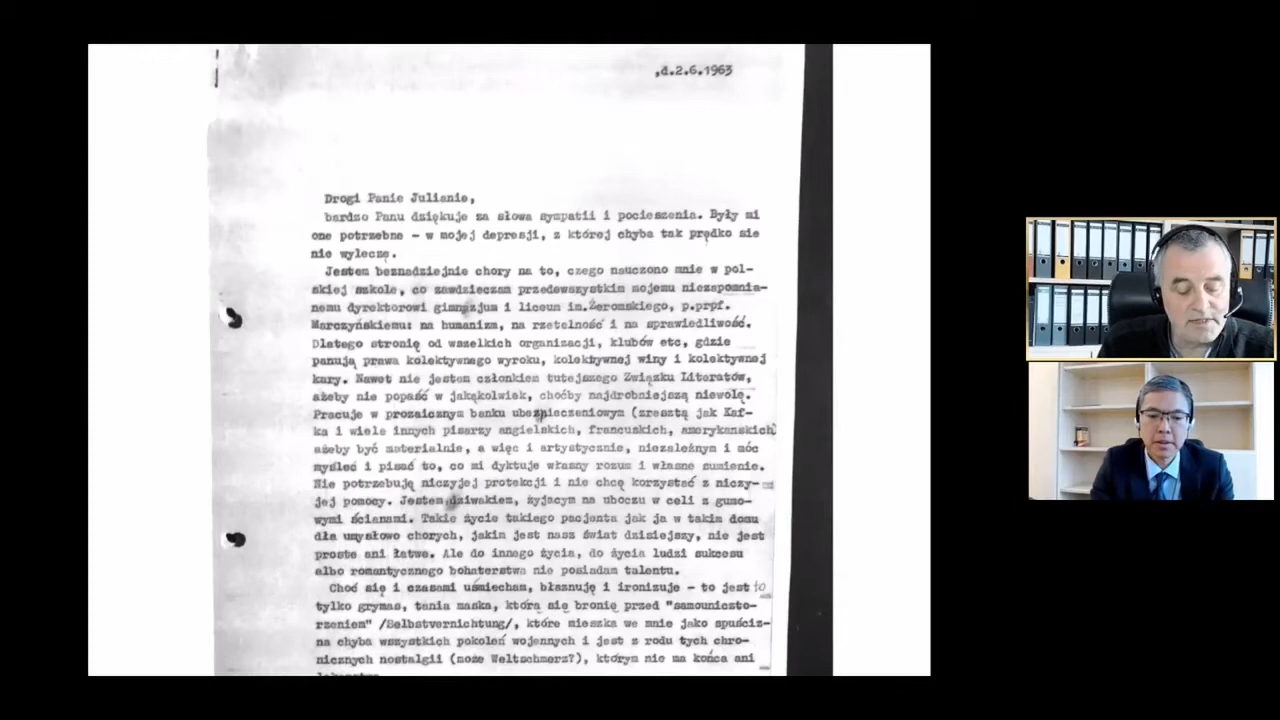 ,d.2.6.1963
Drogi Panie Julianie,
bardzo Panu dziękuje za słowa sympatii i pocieszenia. Były mi
one potrzebne - w mojej depresji, z której chyba tak prędko sie
nie wyleczę.
Jestem beznadziejnie chory na to, czego nauczono mnie w pol-
skiej szkole, co zawdzieczam przedewszystkim mojemu niezapomnia-
nemu dyrektorowi gimnazjum i liceum im.Żeromskiego, p.prof.
Marczyńskiemu: na humanizm, na rzetelność i na sprawiedliwość.
Dlatego stronię od wszelkich organizacji, klubów etc, gdzie
panują prawa kolektywnego wyroku, kolektywnej winy i kolektywnej
kary. Nawet nie jestem członkiem tutejszego Związku Literatów,
ażeby nie popaść w jakąkolwiek, choćby najdrobniejszą niewolę.
Pracuje w prozaicznym banku ubezpieczeniowym (zresztą jak Kaf-
ka i wiele innych pisarzy angielskich, francuskich, amerykanskich)
ażeby być materialnie, a więc i artystycznie, niezależnym i móc
myśleć i pisać to, co mi dyktuje własny rozum i własne sumienie.
Nie potrzebuję niczyjej protekcji i nie chcę korzystać z niczy-
jej pomocy. Jestem dziwakiem, żyjacym na uboczu w celi z gumo-
wymi ścianami. Takie życie takiego pacjenta jak ja w takim domu
dla umysłowo chorych, jakim jest nasz świat dzisiejszy, nie jest
proste ani łatwe. Ale do innego życia, do życia ludzi sukcesu
albo romantycznego bohaterstwa nie posiadam talentu.
Choć się i czasami uśmiecham, błaznuję i ironizuje - to jest to
tylko grymas, tania maska, którą się bronię przed "samouniczto-
rzeniem" /Selbstvernichtung/, które mieszka we mnie jako spuściz-
na chyba wszystkich pokoleń wojennych i jest z rodu tych chro-
nicznych nostalgii (może Weltschmerz?), którym nie ma końca ani